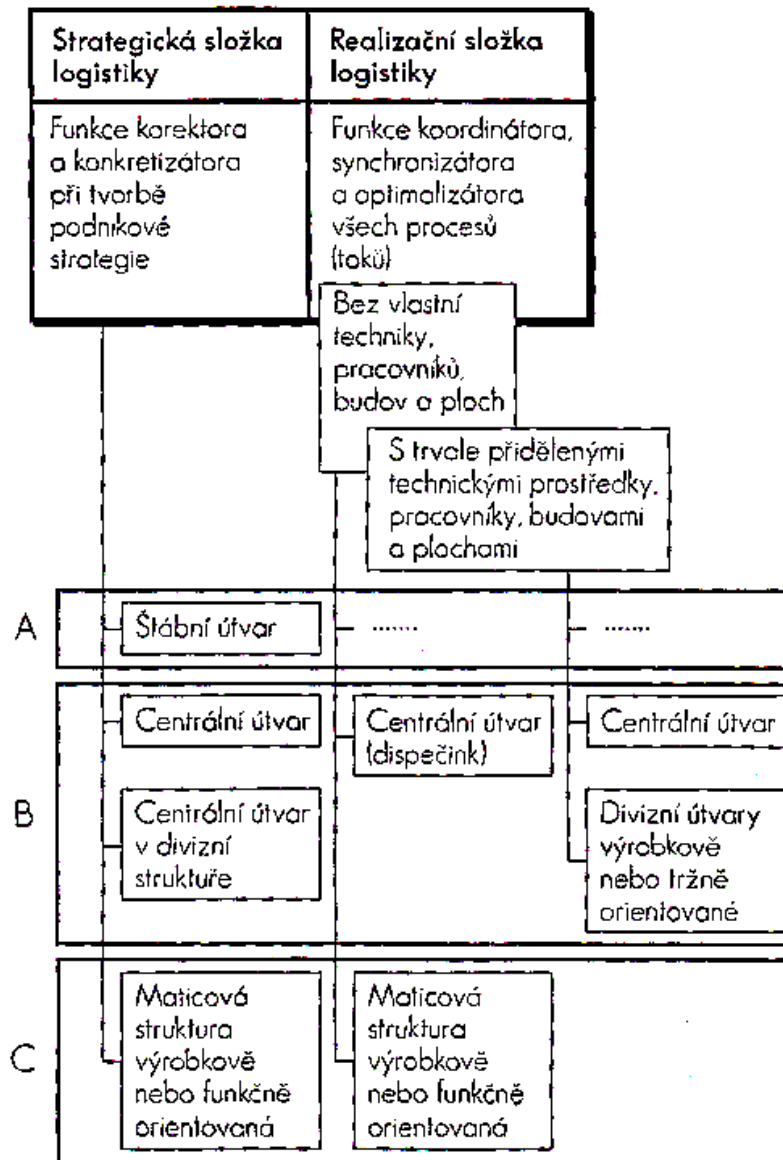 Strategická složka
logistiky
Realizační složka
logistiky
Funkce korektora
a konkretizátora
při tvorbě
podnikové
strategie
Funkce koordinátora,
synchronizátora
a optimalizátora
všech procesů
(toků)
Bez vlastní
techniky,
pracovníků,
budov a ploch
S trvale přidělenými
technickými prostředky,
pracovníky, budovami
a plochami
A
Štábní útvar
......
......
B
Centrální útvar
Centrální útvar
(dispečink)
Centrální útvar
Centrální útvar
v divizní
struktuře
Divizní útvary
výrobkově
nebo tržně
orientované
C
Maticová
struktura
výrobkově
nebo funkčně
orientovaná
Maticová
struktura
výrobkově
nebo funkčně
orientovaná